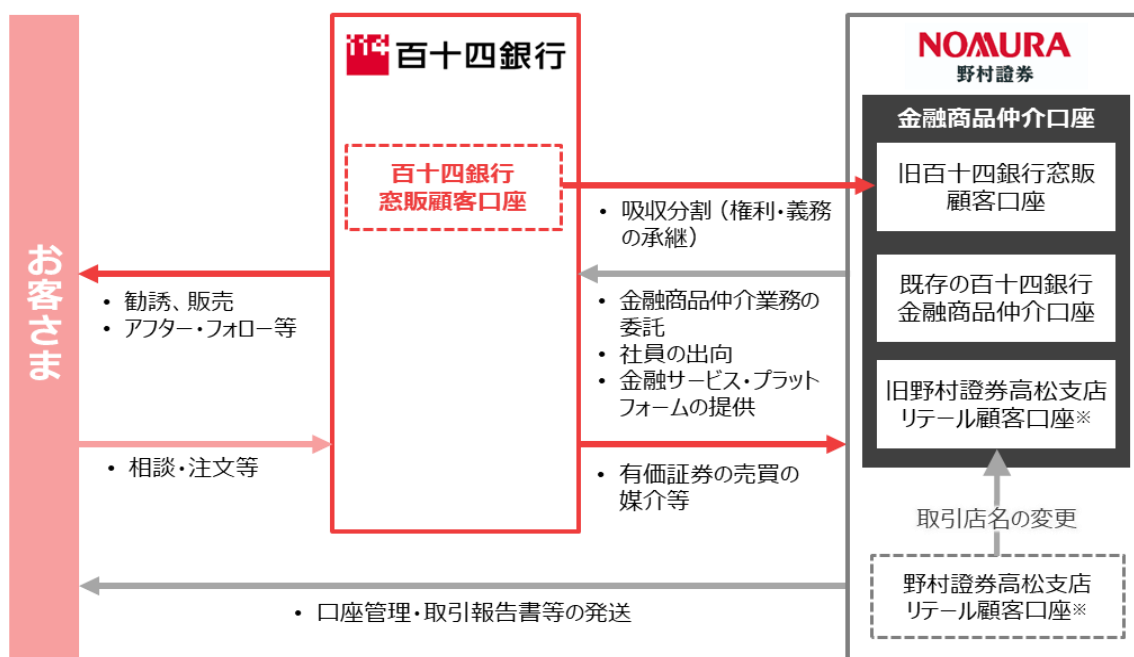 お客さま
114
百十四銀行
百十四銀行
窓販顧客口座
NOMURA
野村證券
金融商品仲介口座
旧百十四銀行窓販
顧客口座
既存の百十四銀行
金融商品仲介口座
旧野村證券高松支店
リテール顧客口座※
• 吸収分割(権利・義務
の承継)
• 勧誘、販売
• アフター・フォロー等
• 金融商品仲介業務の
委託
• 社員の出向
• 金融サービス・プラット
フォームの提供
• 相談・注文等
• 有価証券の売買の
媒介等
取引店名の変更
野村證券高松支店
リテール顧客口座※
• 口座管理・取引報告書等の発送